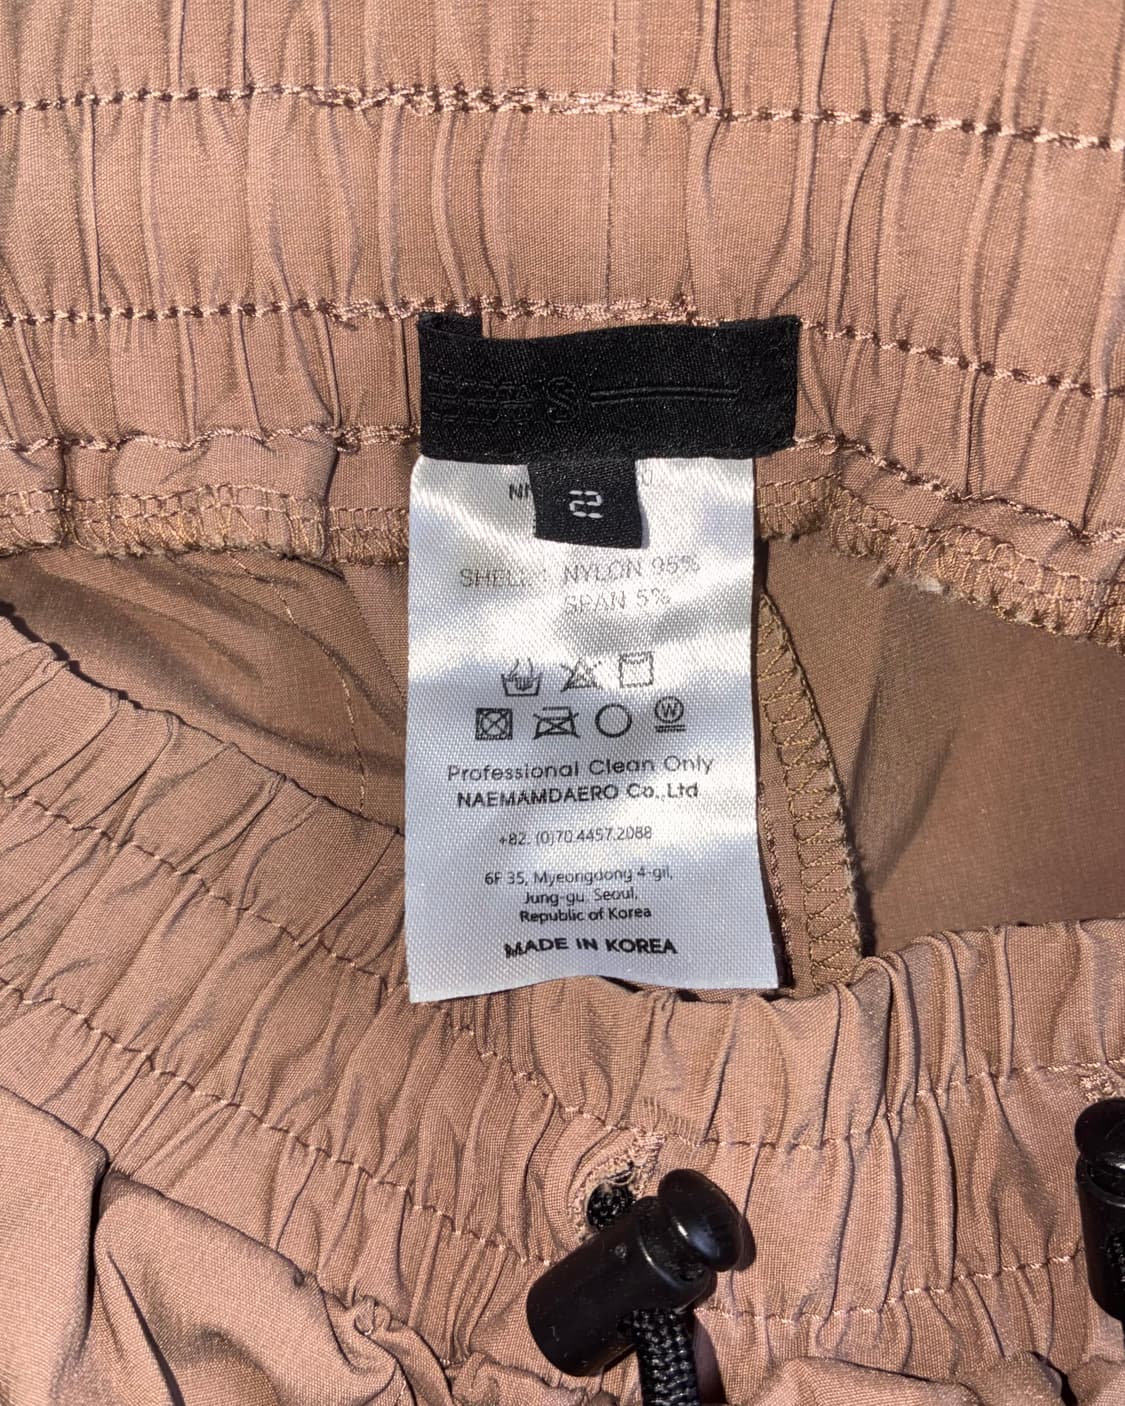 2
SHELL: NYLON 95%
SPAN 5%
W
Professional Clean Only
NAEMAMDAERO Co.,Ltd
+82. (0)70.4457.2088
6F 35, Myeongdong 4-gil,
Jung-gu, Seoul,
Republic of Korea
MADE IN KOREA